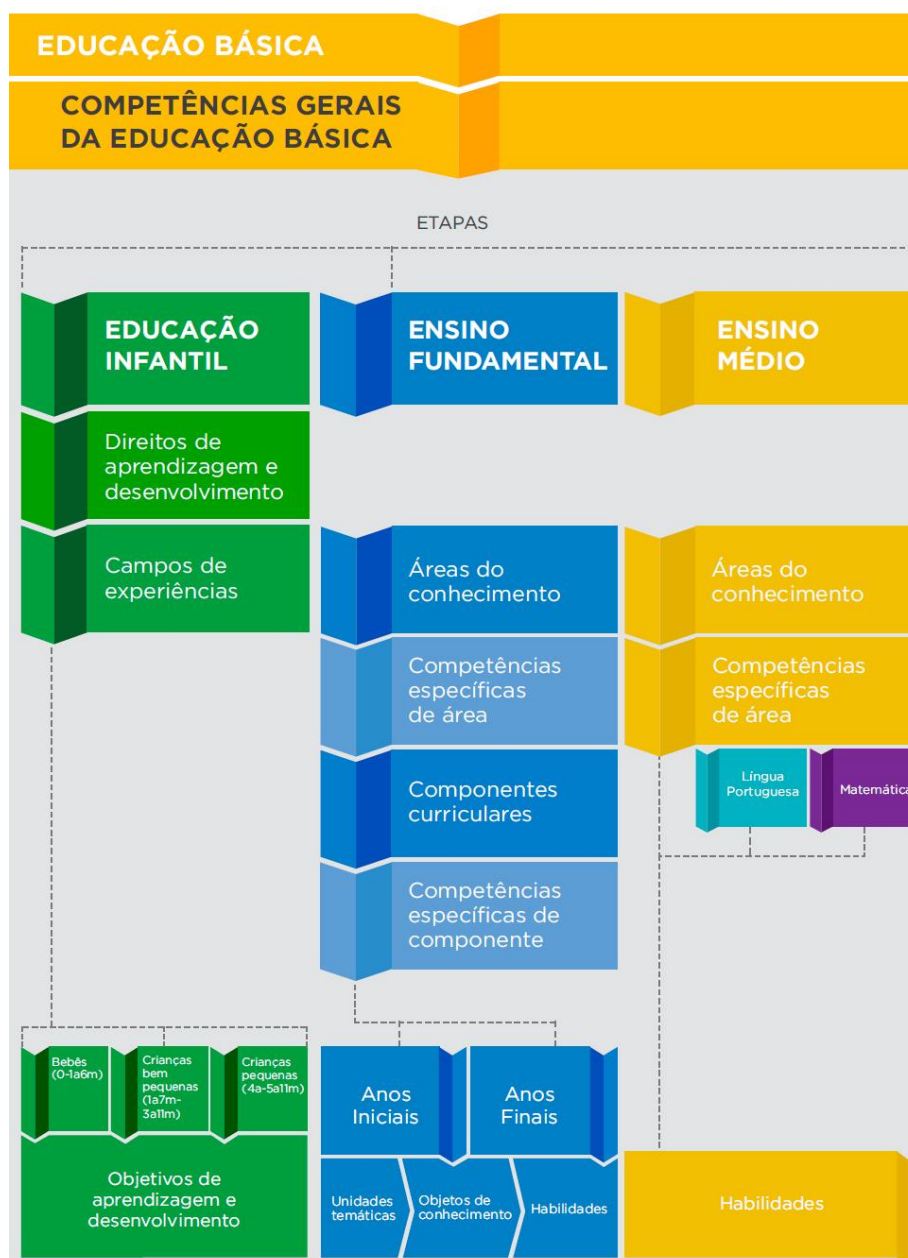 EDUCAÇÃO BÁSICA
COMPETÊNCIAS GERAIS
DA EDUCAÇÃO BÁSICA
ETAPAS
EDUCAÇÃO
INFANTIL
Direitos de
aprendizagem e
desenvolvimento
Campos de
experiências
Bebês
(0-1a6m)
Crianças
bem
pequenas
(1a7m-
3a11m)
Crianças
pequenas
(4a-5a11m)
Objetivos de
aprendizagem e
desenvolvimento
ENSINO
FUNDAMENTAL
Áreas do
conhecimento
Competências
específicas
de área
Componentes
curriculares
Competências
específicas de
componente
Anos
Iniciais
Anos
Finais
Unidades
temáticas
Objetos de
conhecimento
Habilidades
ENSINO
MÉDIO
Áreas do
conhecimento
Competências
específicas
de área
Língua
Portuguesa
Matemática
Habilidades